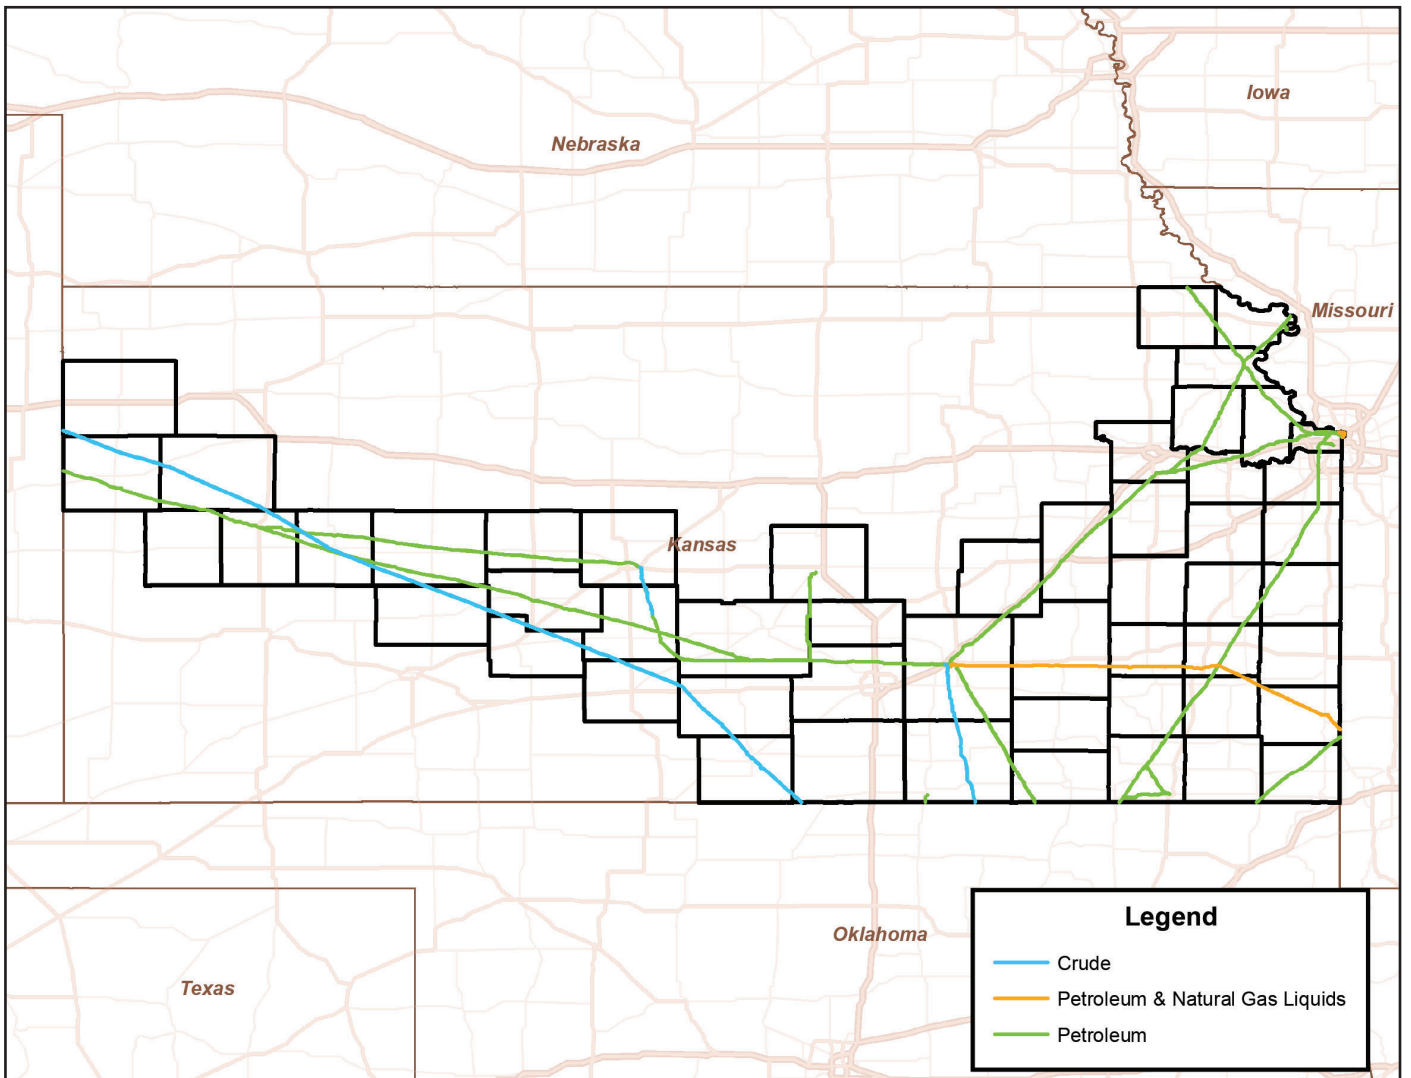 Iowa
Nebraska
Missouri
Kansas
Oklahoma
Texas
Legend
Crude
Petroleum & Natural Gas Liquids
Petroleum